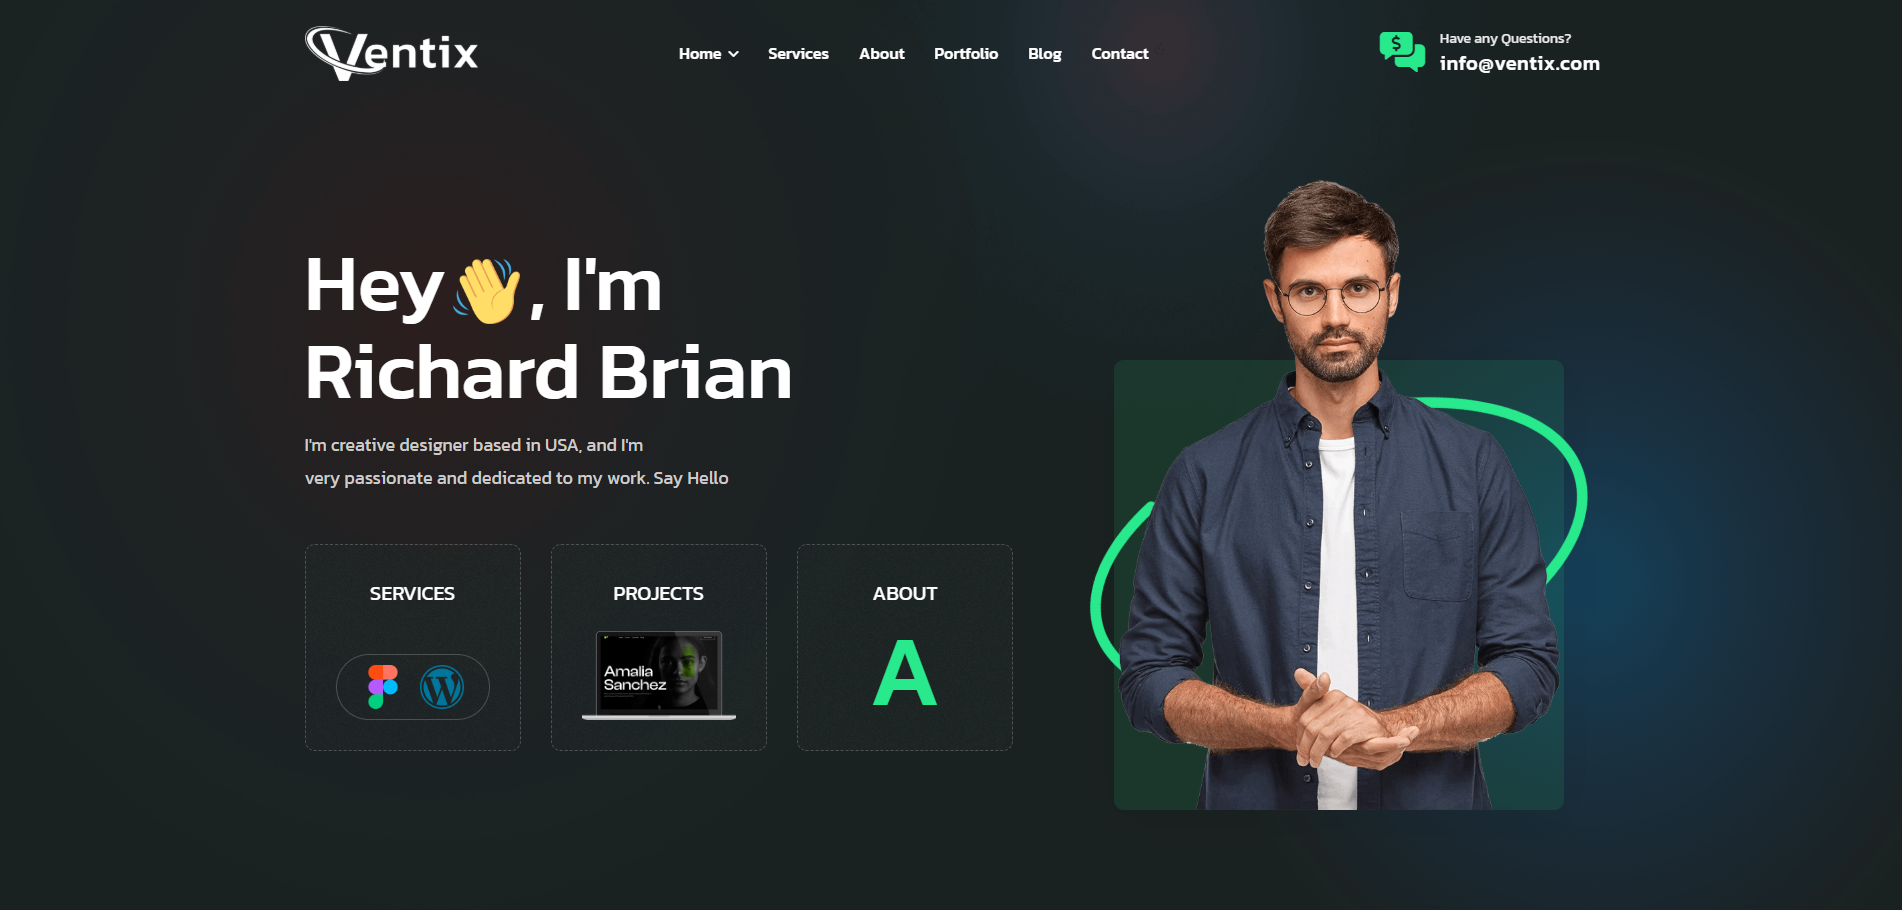 Ventix
Home
Services
About
Portfolio
Blog
Contact
Have any Questions?
info@ventix.com
Hey👋, I'm
Richard Brian
I'm creative designer based in USA, and I'm
very passionate and dedicated to my work. Say Hello
SERVICES
PROJECTS
Amalia
Sanchez
ABOUT
A